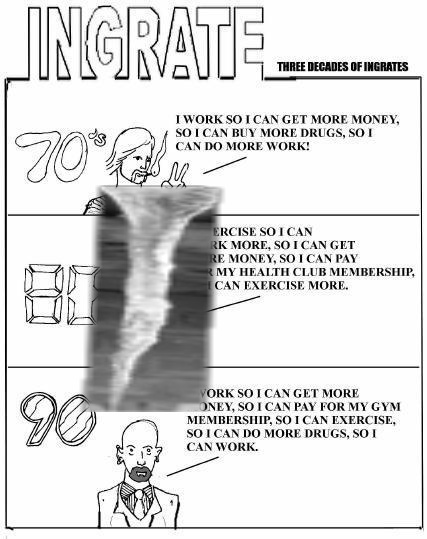 INGRATE
THREE DECADES OF INGRATES
70's
I WORK SO I CAN GET MORE MONEY,
SO I CAN BUY MORE DRUGS, SO I
CAN DO MORE WORK!
80
ERCISE SO I CAN
RK MORE, SO I CAN GET
RE MONEY, SO I CAN PAY
R MY HEALTH CLUB MEMBERSHIP,
I CAN EXERCISE MORE.
90
WORK SO I CAN GET MORE
ONEY, SO I CAN PAY FOR MY GYM
MEMBERSHIP, SO I CAN EXERCISE,
SO I CAN DO MORE DRUGS, SO I
CAN WORK.